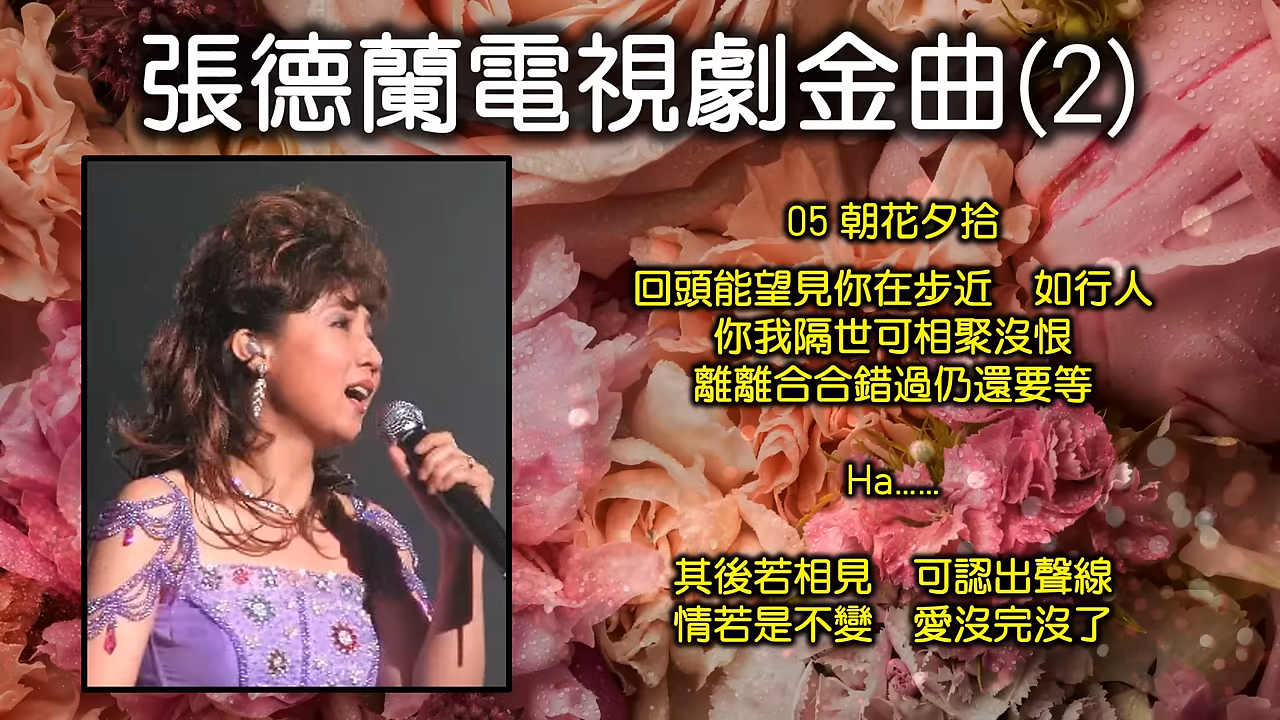 張德蘭電視劇金曲(2)
05 朝花夕拾
回頭能望見你在步近　如行人
你我隔世可相聚沒恨
離離合合錯過仍還要等
Ha......
其後若相見　可認出聲線
情若是不變　愛沒完沒了